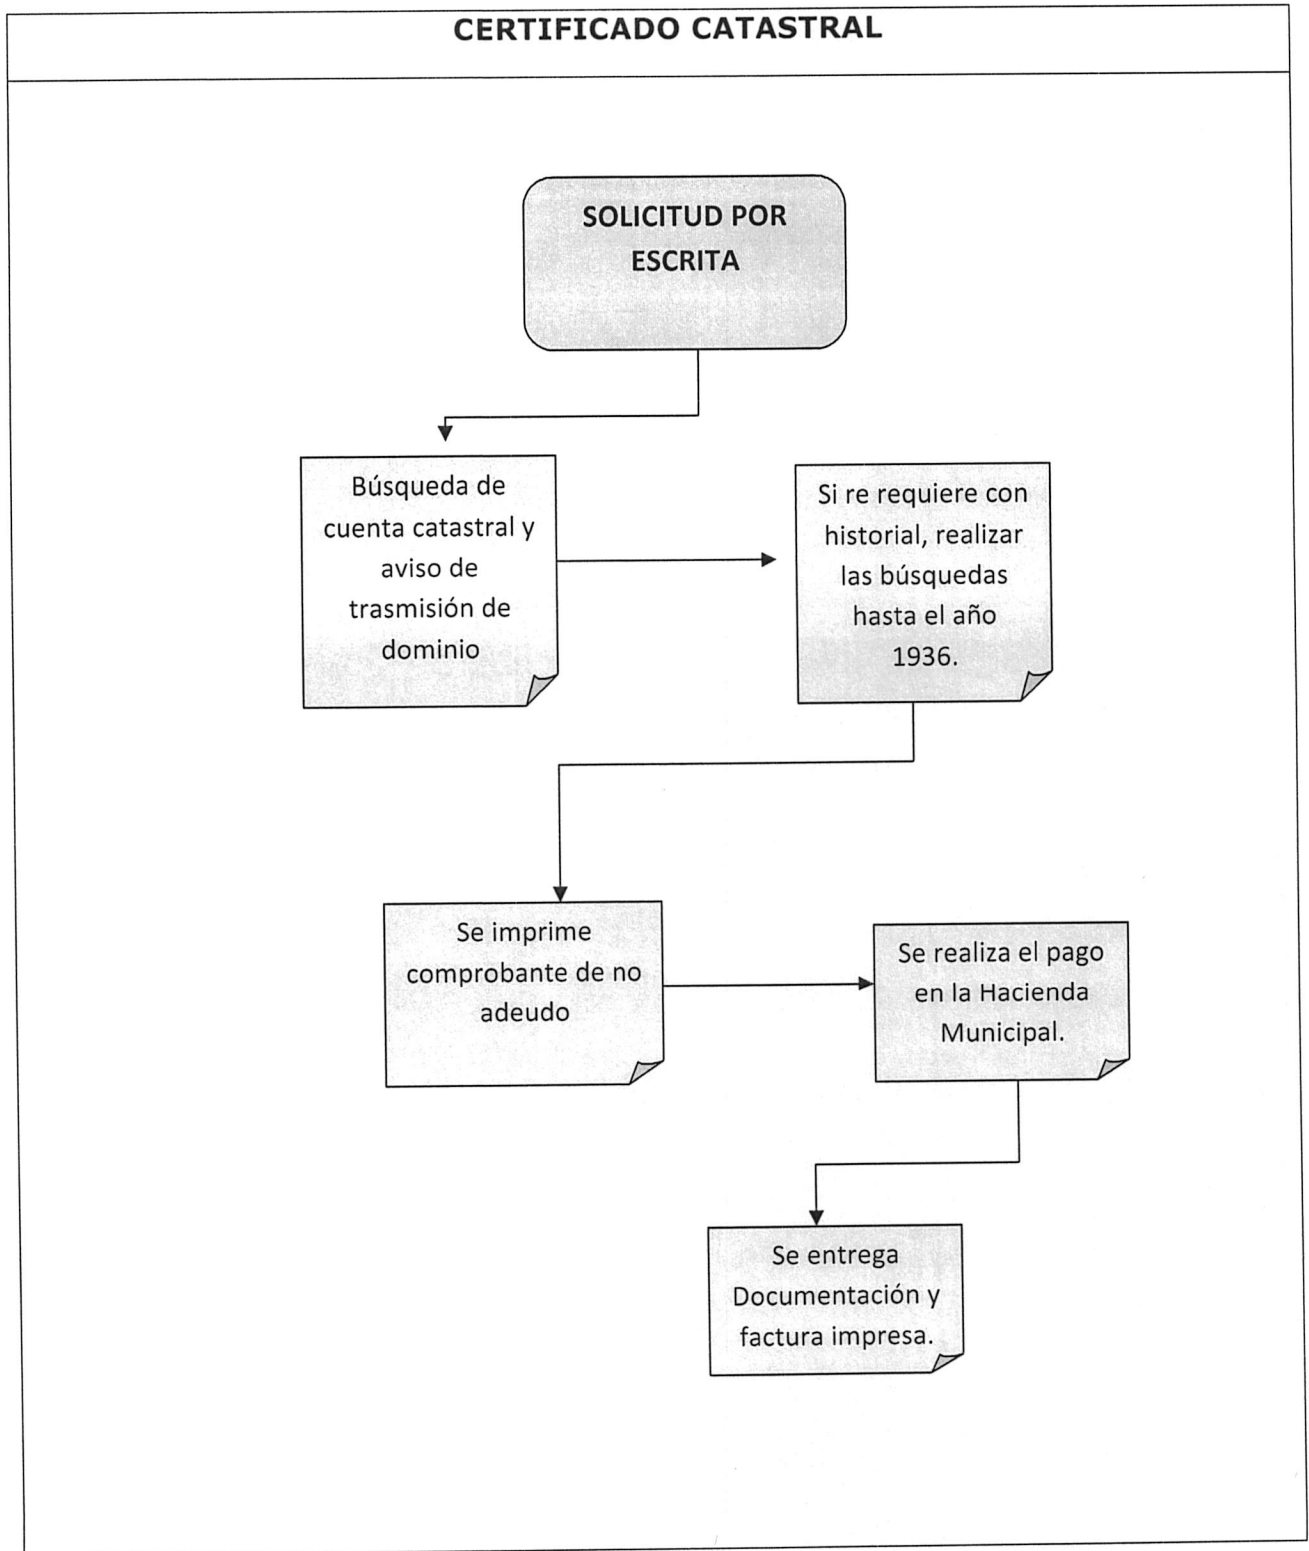 CERTIFICADO CATASTRAL
SOLICITUD POR
ESCRITA
Búsqueda de
cuenta catastral y
aviso de
trasmisión de
dominio
Si re requiere con
historial, realizar
las búsquedas
hasta el año
1936.
Se imprime
comprobante de no
adeudo
Se realiza el pago
en la Hacienda
Municipal.
Se entrega
Documentación y
factura impresa.